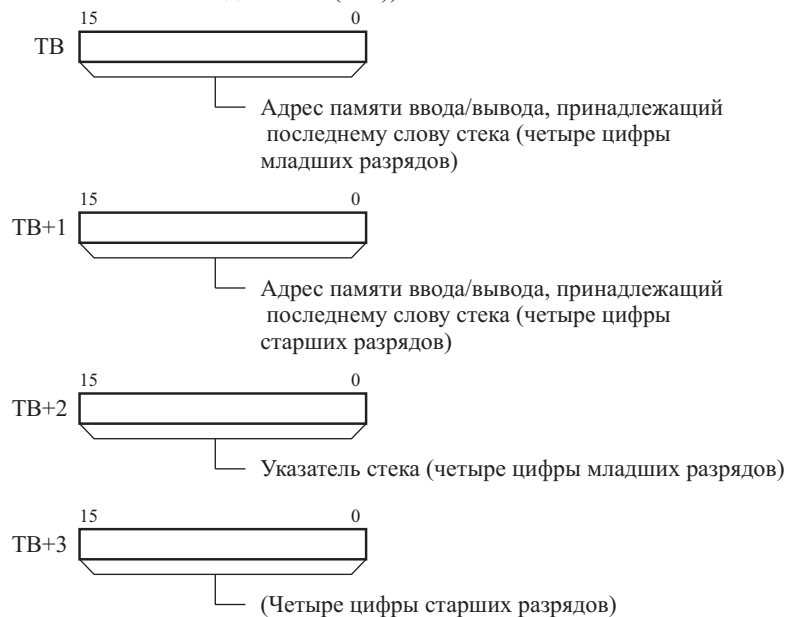 15 0
TB
Адрес памяти ввода/вывода, принадлежащий
последнему слову стека (четыре цифры
младших разрядов)
15 0
TB+1
Адрес памяти ввода/вывода, принадлежащий
последнему слову стека (четыре цифры
старших разрядов)
15 0
TB+2
Указатель стека (четыре цифры младших разрядов)
15 0
TB+3
(Четыре цифры старших разрядов)